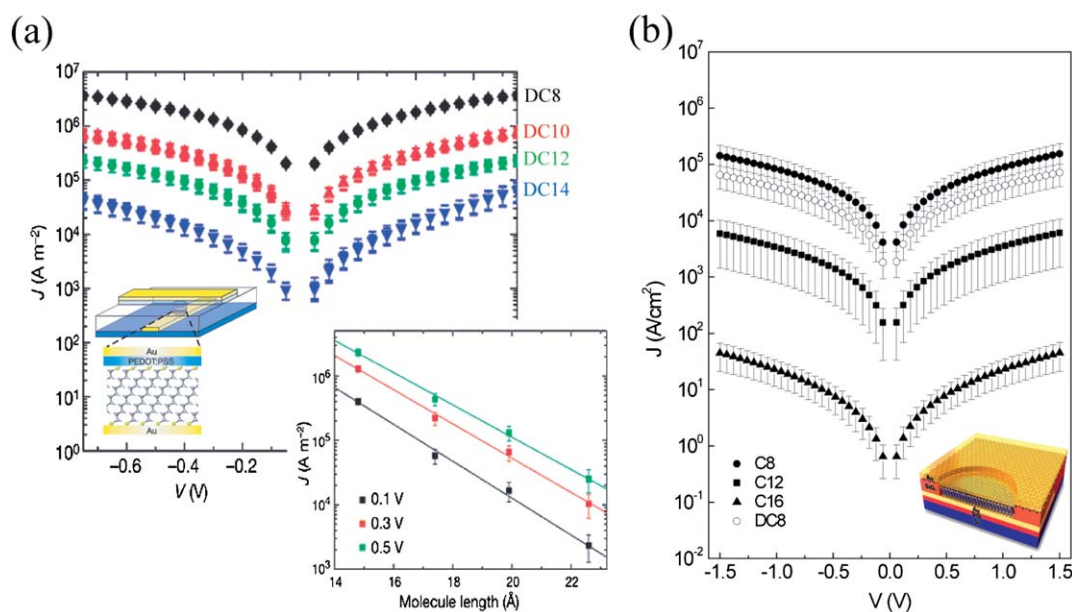 (a)
10⁷
10⁶
10⁵
10⁴
10³
10²
10¹
10⁰
J (A m⁻²)
−0.6 −0.4 −0.2
V (V)
DC8
DC10
DC12
DC14
Au
PEDOT:PSS
Au
10⁶
10⁵
10⁴
10³
J (A m⁻²)
0.1 V
0.3 V
0.5 V
14 16 18 20 22
Molecule length (Å)
(b)
10⁷
10⁶
10⁵
10⁴
10³
10²
10¹
10⁰
10⁻¹
10⁻²
J (A/cm²)
C8
C12
C16
DC8
-1.5 -1.0 -0.5 0.0 0.5 1.0 1.5
V (V)